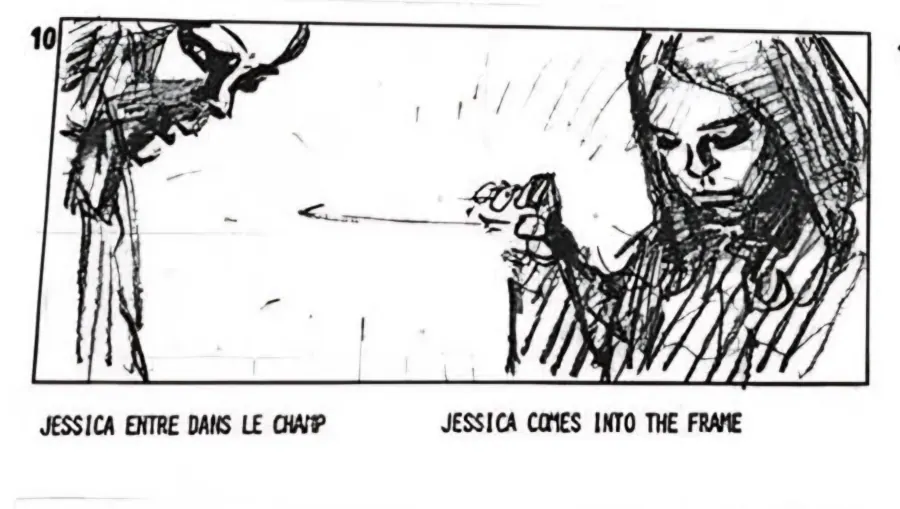 10
JESSICA ENTRE DANS LE CHAMP
JESSICA COMES INTO THE FRAME